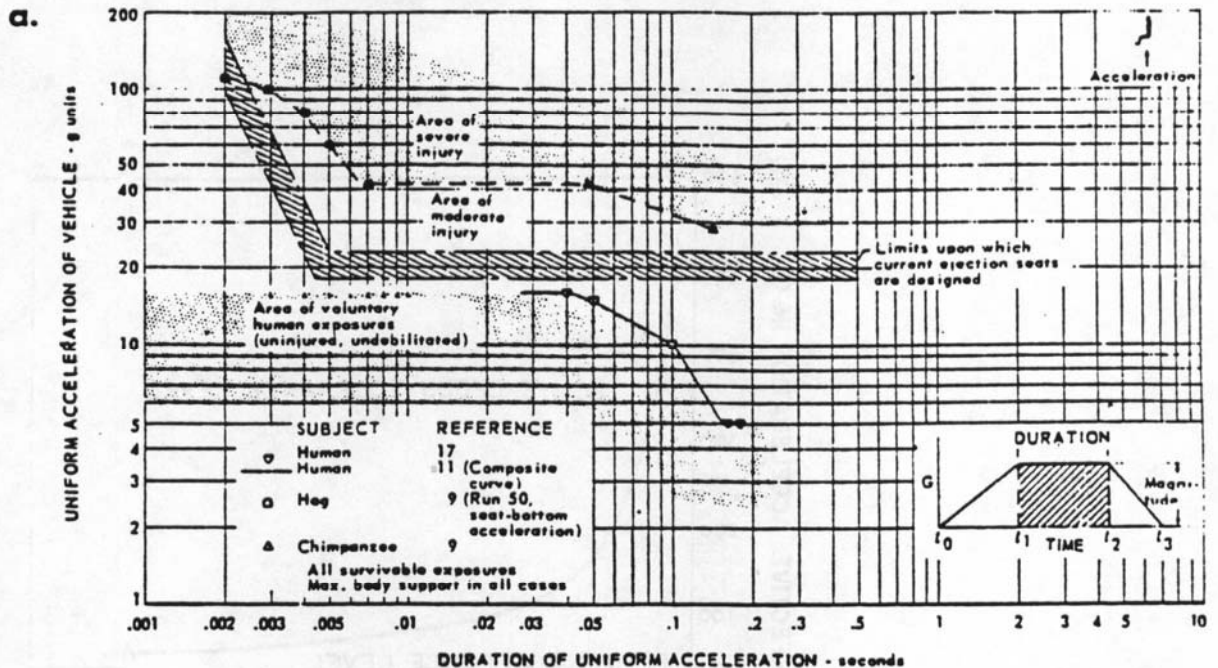 a.
UNIFORM ACCELERATION OF VEHICLE - g units
200
100
50
40
30
20
10
5
4
3
2
1
Acceleration
Area of
severe
injury
Area of
moderate
injury
Limits upon which
current ejection seats
are designed
Area of voluntary
human exposures
(uninjured, undebilitated)
SUBJECT REFERENCE
Human 17
Human 11 (Composite
curve)
Hog 9 (Run 50,
seat-bottom
acceleration)
Chimpanzee 9
All survivable exposures
Max. body support in all cases
DURATION
G
Magni-
tude
t0 t1 TIME t2 t3
.001 .002 .003 .005 .01 .02 .03 .05 .1 .2 .3 .5 1 2 3 4 5 10
DURATION OF UNIFORM ACCELERATION - seconds